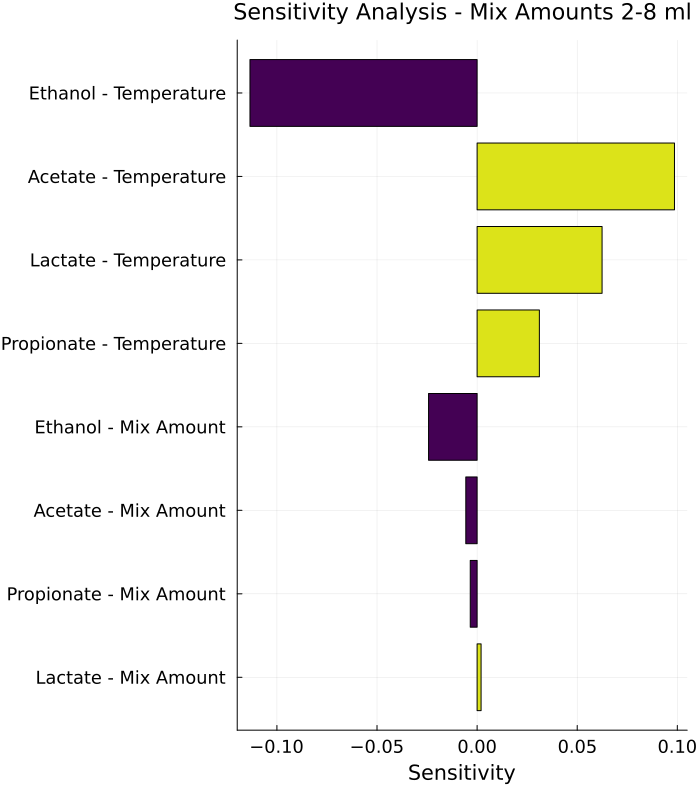 Sensitivity Analysis - Mix Amounts 2-8 ml
Ethanol - Temperature
Acetate - Temperature
Lactate - Temperature
Propionate - Temperature
Ethanol - Mix Amount
Acetate - Mix Amount
Propionate - Mix Amount
Lactate - Mix Amount
−0.10 −0.05 0.00 0.05 0.10
Sensitivity